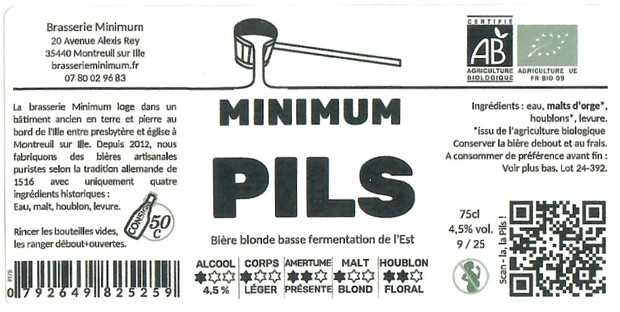 Brasserie Minimum
20 Avenue Alexis Rey
35440 Montreuil sur Ille
brasserieminimum.fr
07 80 02 96 83
La brasserie Minimum loge dans un
bâtiment ancien en terre et pierre au
bord de l'Ille entre presbytère et église à
Montreuil sur Ille. Depuis 2012, nous
fabriquons des bières artisanales
puristes selon la tradition allemande de
1516 avec uniquement quatre
ingrédients historiques :
Eau, malt, houblon, levure.
CONSIGNE
50 C
Rincer les bouteilles vides,
les ranger débout+ouvertes.
PILS
0 792649 825259
MINIMUM
PILS
Bière blonde basse fermentation de l'Est
ALCOOL CORPS AMERTUME MALT HOUBLON
4,5 % LÉGER PRÉSENTE BLOND FLORAL
CERTIFIÉ
AB
AGRICULTURE
BIOLOGIQUE
AGRICULTURE UE
FR BIO 09
Ingrédients : eau, malts d'orge*,
houblons*, levure.
*issu de l'agriculture biologique
Conserver la bière debout et au frais.
A consommer de préférence avant fin :
Voir plus bas. Lot 24-392.
75cl
4,5% vol.
9 / 25
Scan - la, la Pils !